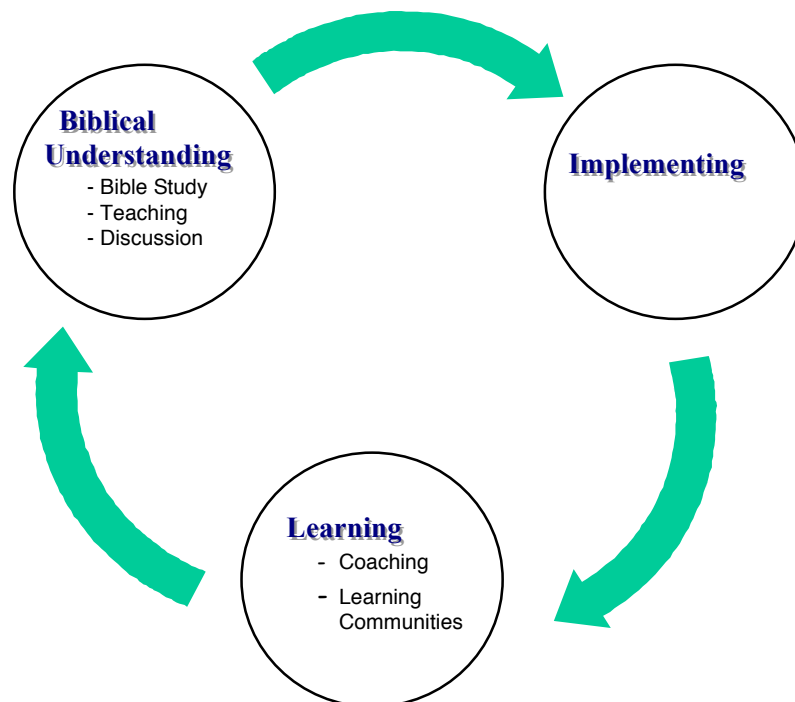 Biblical
Understanding
- Bible Study
- Teaching
- Discussion
Implementing
Learning
- Coaching
- Learning
Communities